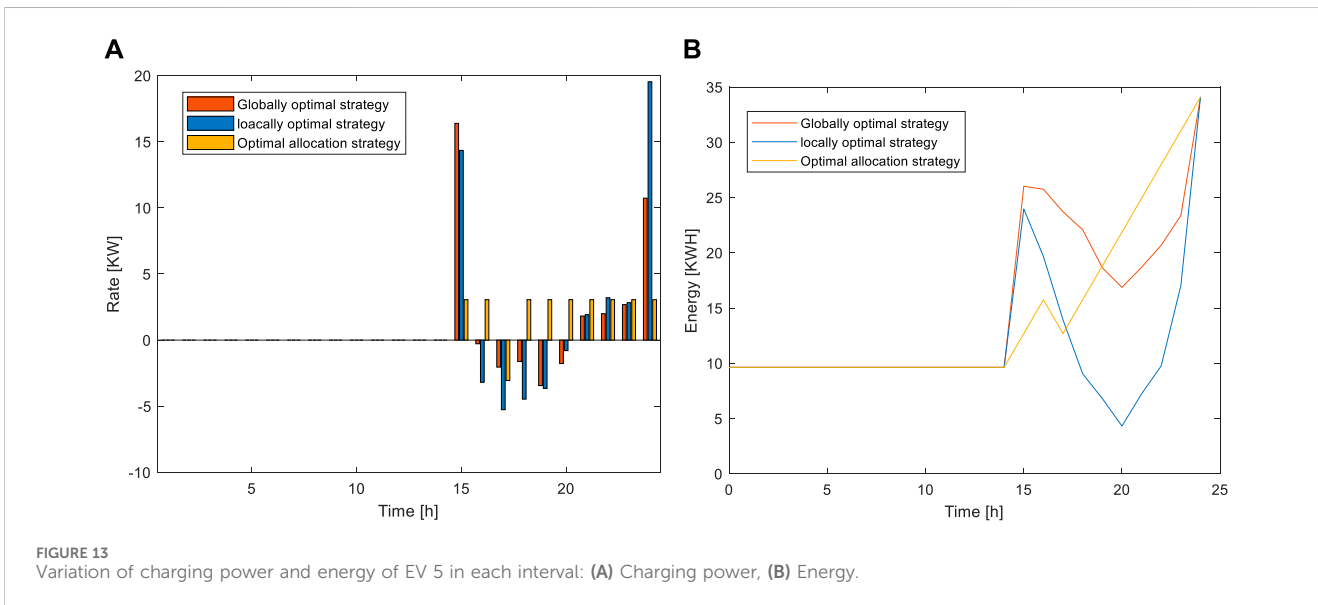 A
20
15
10
5
0
-5
-10
Rate [KW]
Globally optimal strategy
loacally optimal strategy
Optimal allocation strategy
5
10
15
20
Time [h]
B
35
30
25
20
15
10
5
0
Energy [KWH]
Globally optimal strategy
locally optimal strategy
Optimal allocation strategy
0
5
10
15
20
25
Time [h]
FIGURE 13
Variation of charging power and energy of EV 5 in each interval: (A) Charging power, (B) Energy.